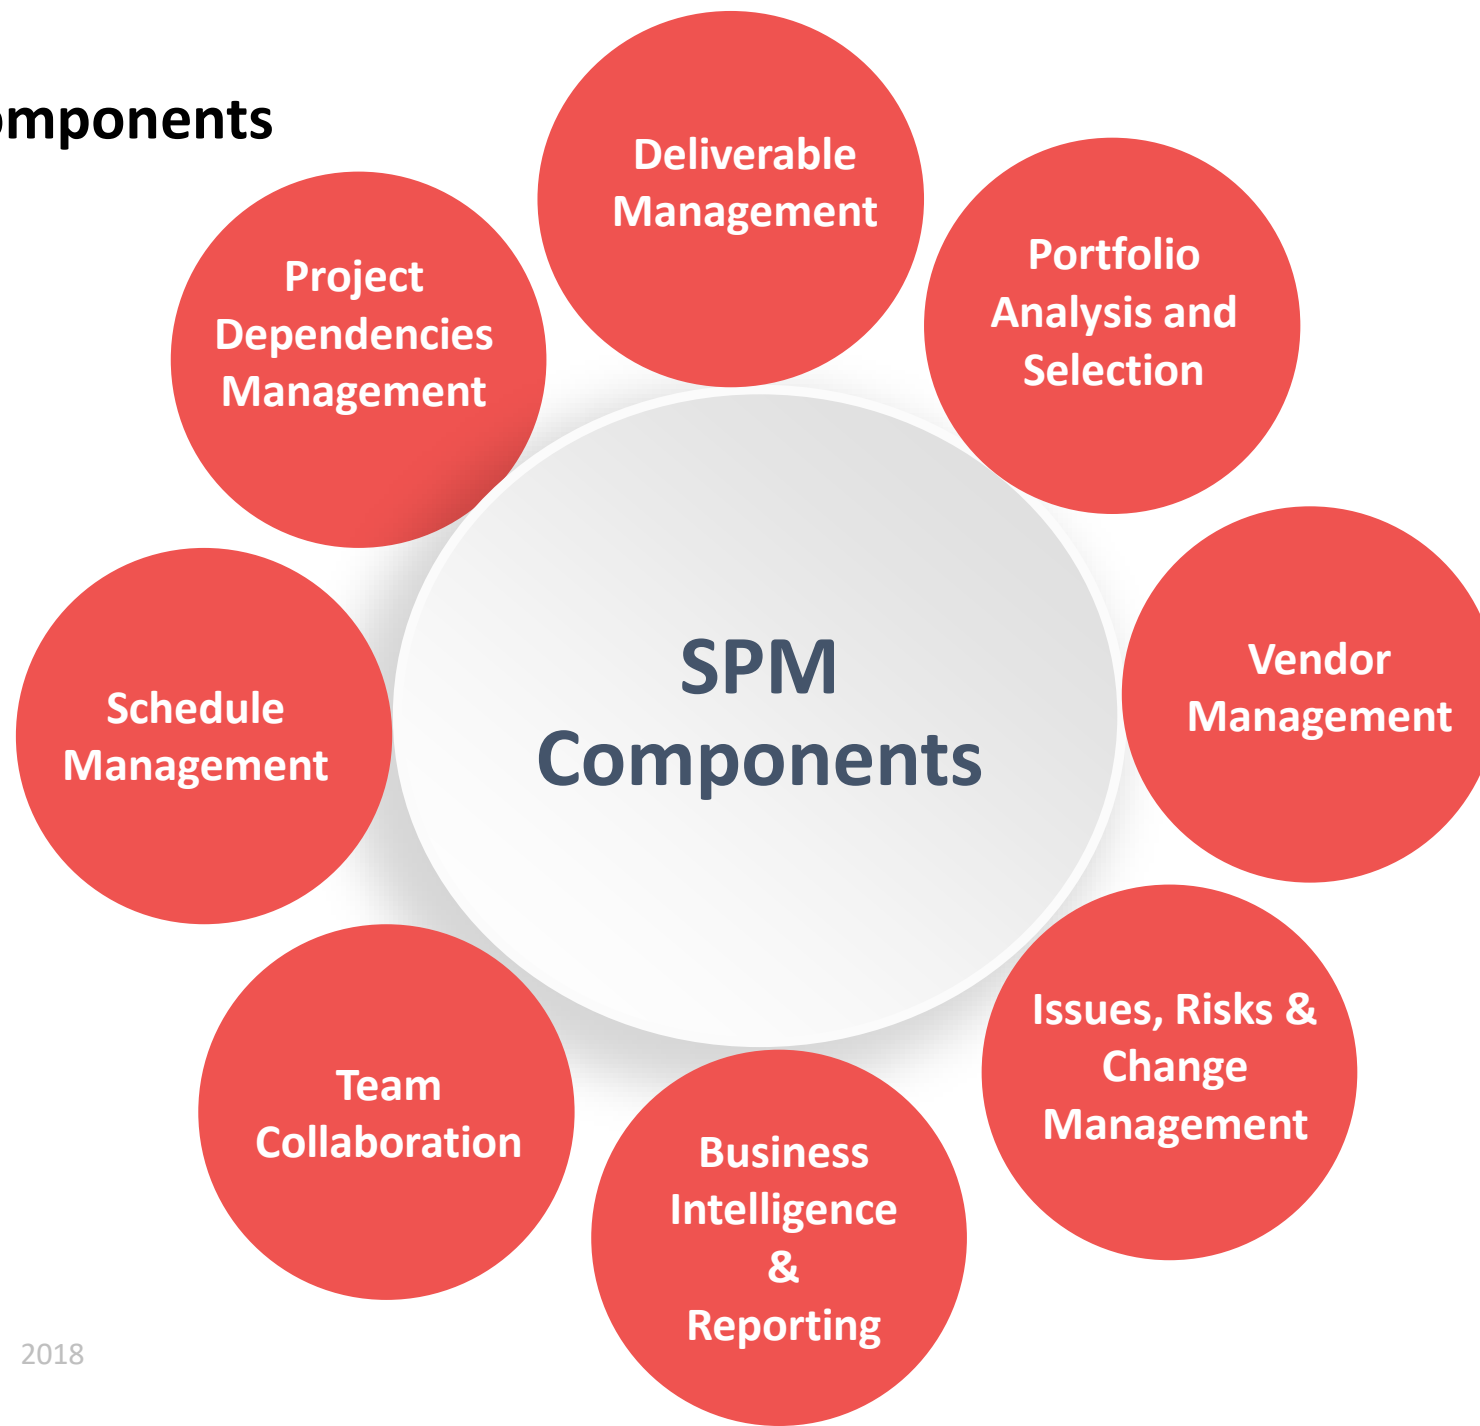 omponents
Deliverable
Management
Portfolio
Analysis and
Selection
Project
Dependencies
Management
Vendor
Management
SPM
Components
Schedule
Management
Issues, Risks &
Change
Management
Team
Collaboration
Business
Intelligence
&
Reporting
2018